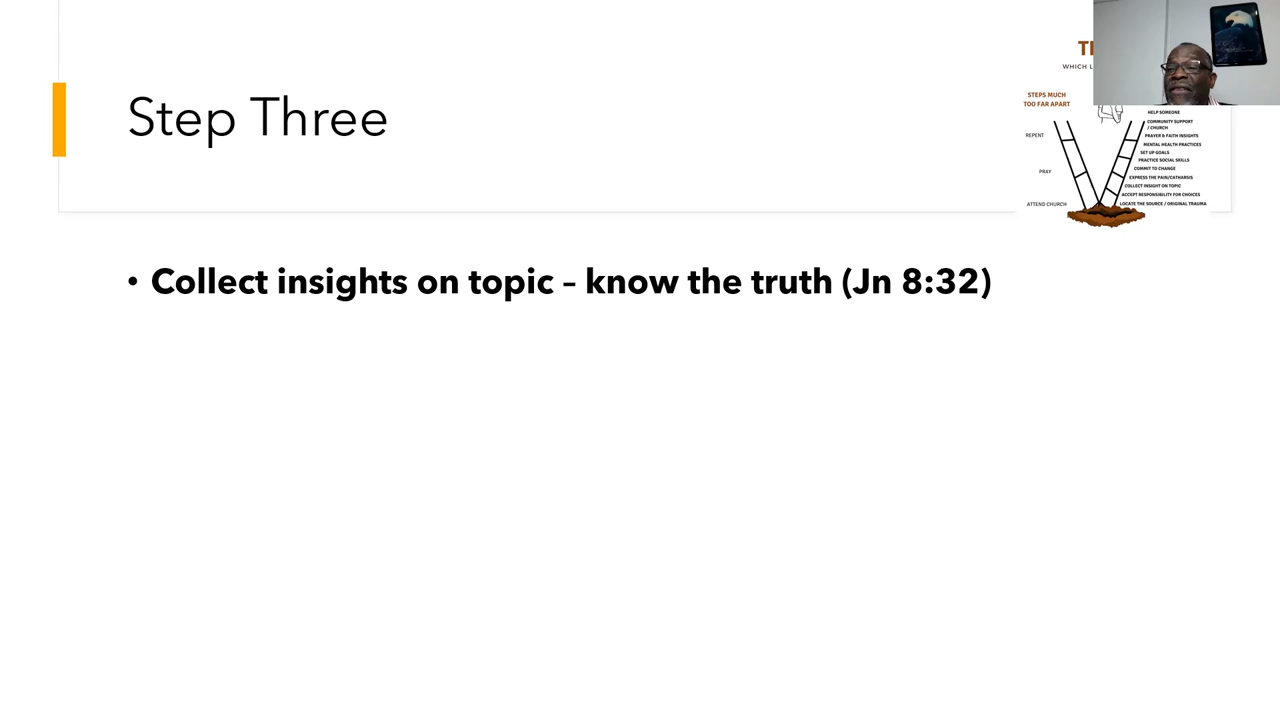 Step Three
WHICH L
STEPS MUCH
TOO FAR APART
REPENT
PRAY
ATTEND CHURCH
HELP SOMEONE
COMMUNITY SUPPORT
/ CHURCH
PRAYER & FAITH INSIGHTS
MENTAL HEALTH PRACTICES
SET UP GOALS
PRACTICE SOCIAL SKILLS
COMMIT TO CHANGE
EXPRESS THE PAIN/CATHARSIS
COLLECT INSIGHT ON TOPIC
ACCEPT RESPONSIBILITY FOR CHOICES
LOCATE THE SOURCE / ORIGINAL TRAUMA
• Collect insights on topic – know the truth (Jn 8:32)